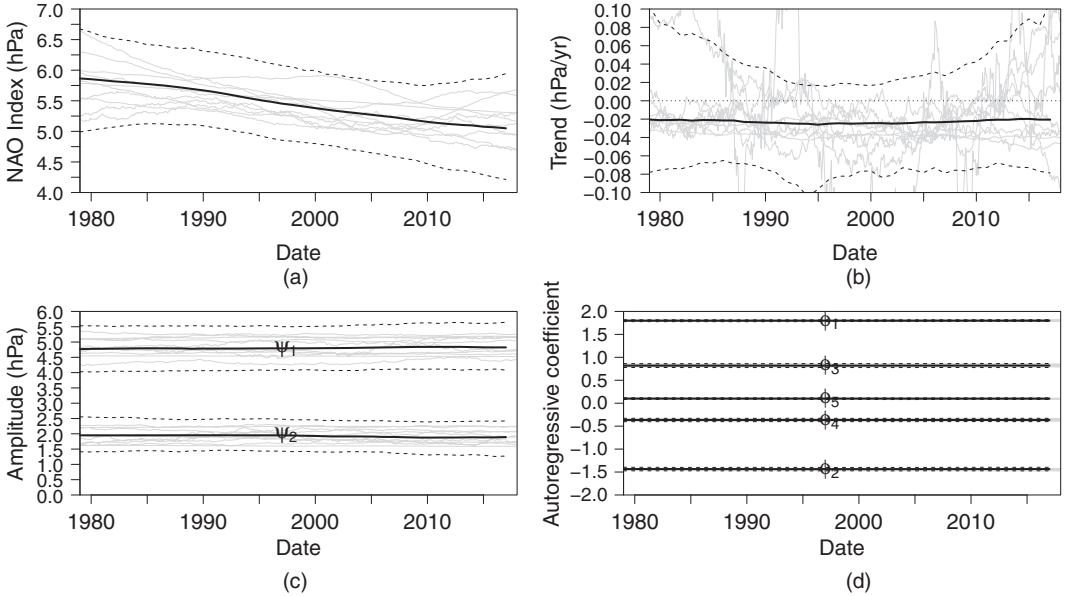 7.0
6.5
6.0
5.5
5.0
4.5
4.0
NAO Index (hPa)
1980 1990 2000 2010
Date
(a)
0.10
0.08
0.06
0.04
0.02
0.00
−0.02
−0.04
−0.06
−0.08
−0.10
Trend (hPa/yr)
1980 1990 2000 2010
Date
(b)
6.0
5.5
5.0
4.5
4.0
3.5
3.0
2.5
2.0
1.5
1.0
0.5
0.0
Amplitude (hPa)
ψ1
ψ2
1980 1990 2000 2010
Date
(c)
2.0
1.5
1.0
0.5
0.0
−0.5
−1.0
−1.5
−2.0
Autoregressive coefficient
ϕ1
ϕ3
ϕ5
ϕ4
ϕ2
1980 1990 2000 2010
Date
(d)